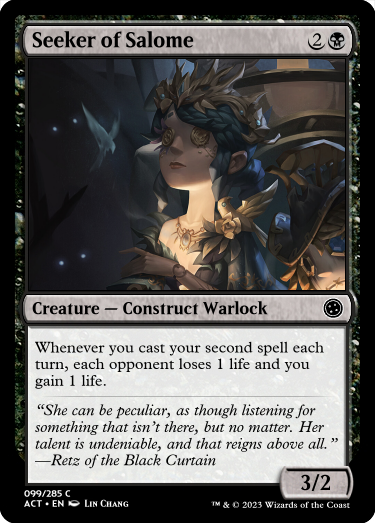 Seeker of Salome 2
Creature — Construct Warlock
Whenever you cast your second spell each
turn, each opponent loses 1 life and you
gain 1 life.
“She can be peculiar, as though listening for
something that isn’t there, but no matter. Her
talent is undeniable, and that reigns above all.”
—Retz of the Black Curtain
3/2
099/285 C
ACT • EN Lin Chang
™ & © 2023 Wizards of the Coast